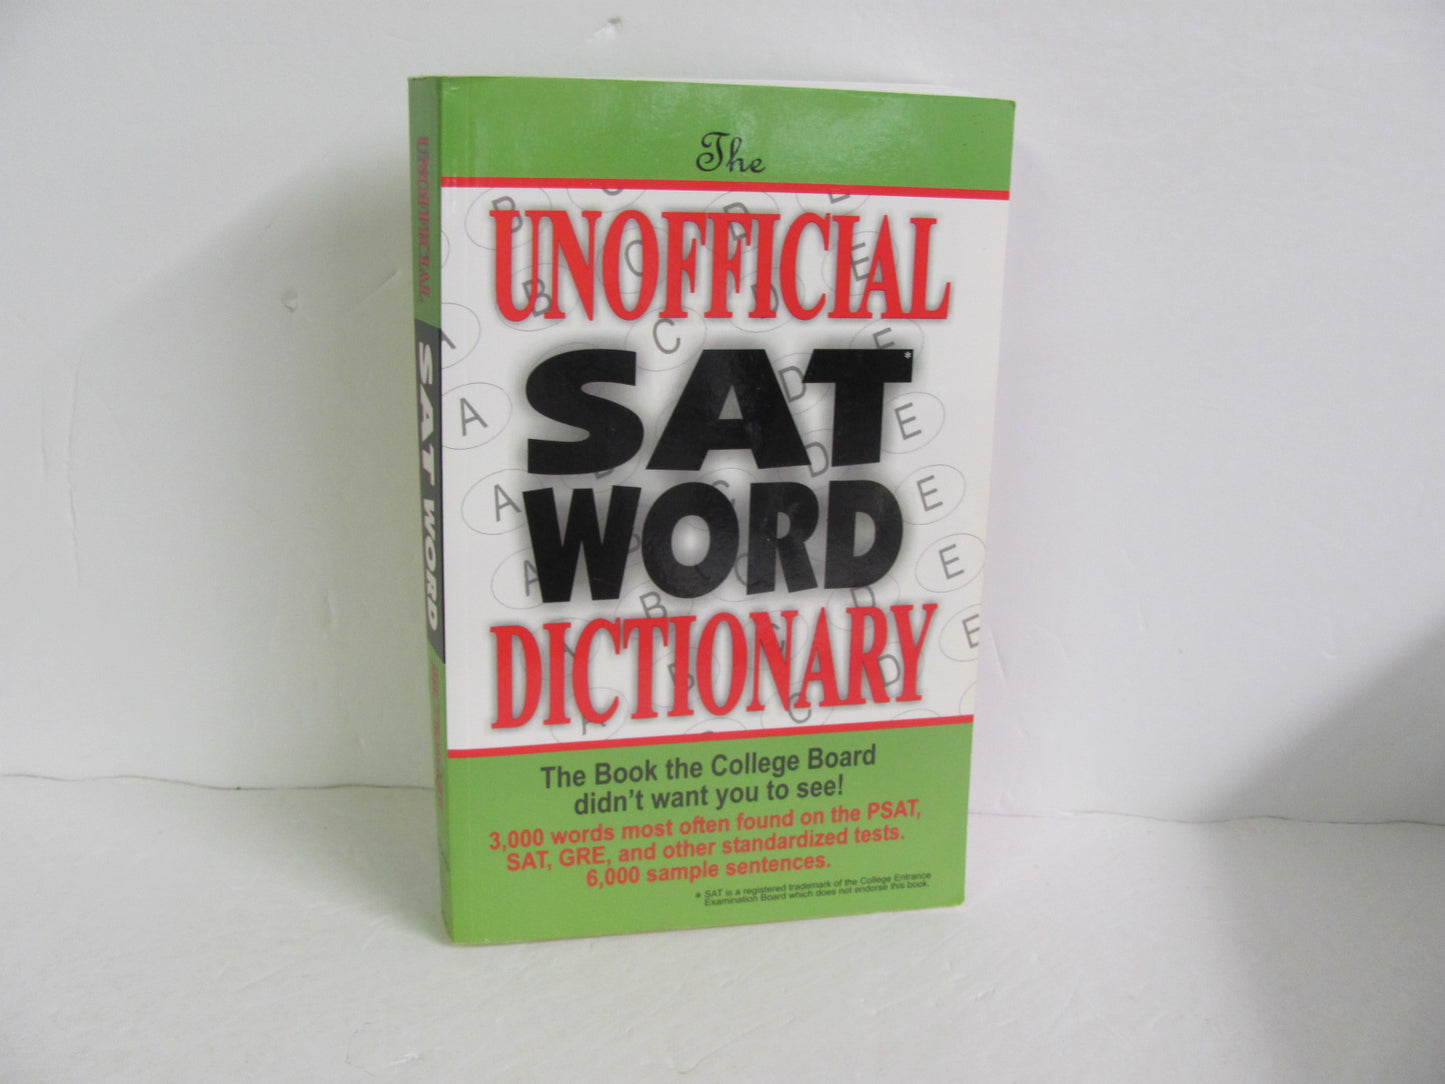 The
UNOFFICIAL
SAT*
WORD
DICTIONARY
The Book the College Board
didn't want you to see!
3,000 words most often found on the PSAT,
SAT, GRE, and other standardized tests.
6,000 sample sentences.
* SAT is a registered trademark of the College Entrance
Examination Board which does not endorse this book.
UNOFFICIAL
SAT WORD